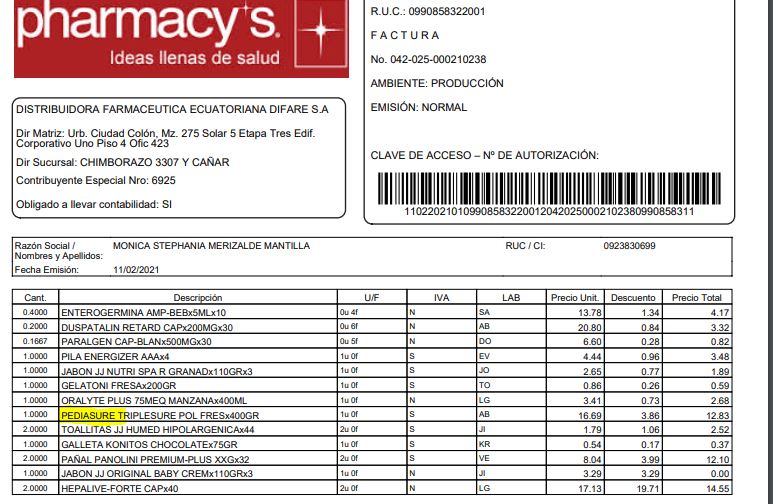 pharmacy's.
Ideas llenas de salud
R.U.C.: 0990858322001
F A C T U R A
No. 042-025-000210238
AMBIENTE: PRODUCCIÓN
EMISIÓN: NORMAL
CLAVE DE ACCESO – Nº DE AUTORIZACIÓN:
1102202101099085832200120420250002102380990858311
DISTRIBUIDORA FARMACEUTICA ECUATORIANA DIFARE S.A
Dir Matriz: Urb. Ciudad Colón, Mz. 275 Solar 5 Etapa Tres Edif.
Corporativo Uno Piso 4 Ofic 423
Dir Sucursal: CHIMBORAZO 3307 Y CAÑAR
Contribuyente Especial Nro: 6925
Obligado a llevar contabilidad: SI
Razón Social / Nombres y Apellidos: MONICA STEPHANIA MERIZALDE MANTILLA RUC / CI: 0923830699
Fecha Emisión: 11/02/2021
Cant. Descripción U/F IVA LAB Precio Unit. Descuento Precio Total
0.4000 ENTEROGERMINA AMP-BEBx5MLx10 0u 4f N SA 13.78 1.34 4.17
0.2000 DUSPATALIN RETARD CAPx200MGx30 0u 6f N AB 20.80 0.84 3.32
0.1667 PARALGEN CAP-BLANx500MGx30 0u 5f N DO 6.60 0.28 0.82
1.0000 PILA ENERGIZER AAAx4 1u 0f S EV 4.44 0.96 3.48
1.0000 JABON JJ NUTRI SPA R GRANADx110GRx3 1u 0f S JO 2.65 0.77 1.89
1.0000 GELATONI FRESAx200GR 1u 0f S TO 0.86 0.26 0.59
1.0000 ORALYTE PLUS 75MEQ MANZANAx400ML 1u 0f N LG 3.41 0.73 2.68
1.0000 PEDIASURE TRIPLESURE POL FRESx400GR 1u 0f S AB 16.69 3.86 12.83
2.0000 TOALLITAS JJ HUMED HIPOLARGENICAx44 2u 0f S JI 1.79 1.06 2.52
1.0000 GALLETA KONITOS CHOCOLATEx75GR 1u 0f S KR 0.54 0.17 0.37
2.0000 PAÑAL PANOLINI PREMIUM-PLUS XXGx32 2u 0f S VE 8.04 3.99 12.10
1.0000 JABON JJ ORIGINAL BABY CREMx110GRx3 1u 0f N JI 3.29 3.29 0.00
2.0000 HEPALIVE-FORTE CAPx40 2u 0f N LG 17.13 19.71 14.55